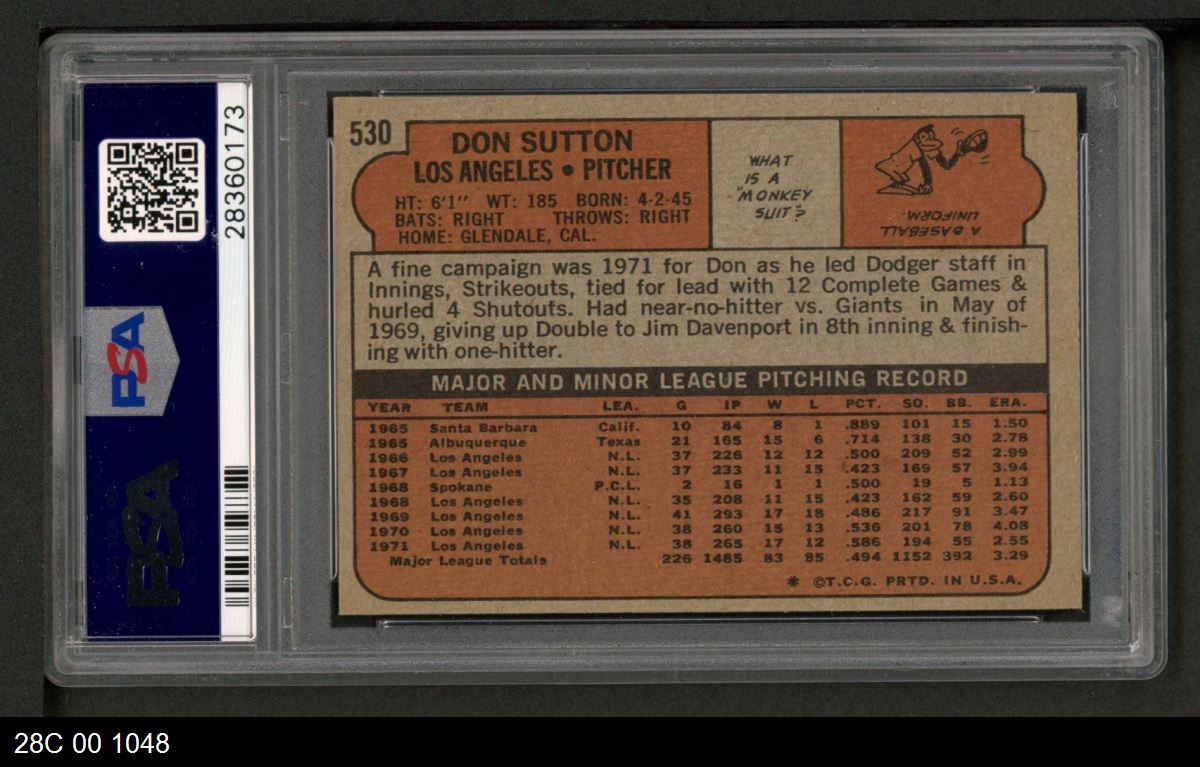 28360173
PSA
PSA
530
DON SUTTON
LOS ANGELES • PITCHER
HT: 6'1" WT: 185 BORN: 4-2-45
BATS: RIGHT THROWS: RIGHT
HOME: GLENDALE, CAL.
WHAT
IS A
"MONKEY
SUIT?
A BASEBALL
UNIFORM.
A fine campaign was 1971 for Don as he led Dodger staff in
Innings, Strikeouts, tied for lead with 12 Complete Games &
hurled 4 Shutouts. Had near-no-hitter vs. Giants in May of
1969, giving up Double to Jim Davenport in 8th inning & finish-
ing with one-hitter.
MAJOR AND MINOR LEAGUE PITCHING RECORD
YEAR TEAM LEA. G IP W L PCT. SO. BB. ERA.
1965 Santa Barbara Calif. 10 84 8 1 .889 101 15 1.50
1965 Albuquerque Texas 21 165 15 6 .714 138 30 2.78
1966 Los Angeles N.L. 37 226 12 12 .500 209 52 2.99
1967 Los Angeles N.L. 37 233 11 15 .423 169 57 3.94
1968 Spokane P.C.L. 2 16 1 1 .500 19 5 1.13
1968 Los Angeles N.L. 35 208 11 15 .423 162 59 2.60
1969 Los Angeles N.L. 41 293 17 18 .486 217 91 3.47
1970 Los Angeles N.L. 38 260 15 13 .536 201 78 4.08
1971 Los Angeles N.L. 38 265 17 12 .586 194 55 2.55
Major League Totals 226 1485 83 85 .494 1152 392 3.29
* ©T.C.G. PRTD. IN U.S.A.
28C 00 1048